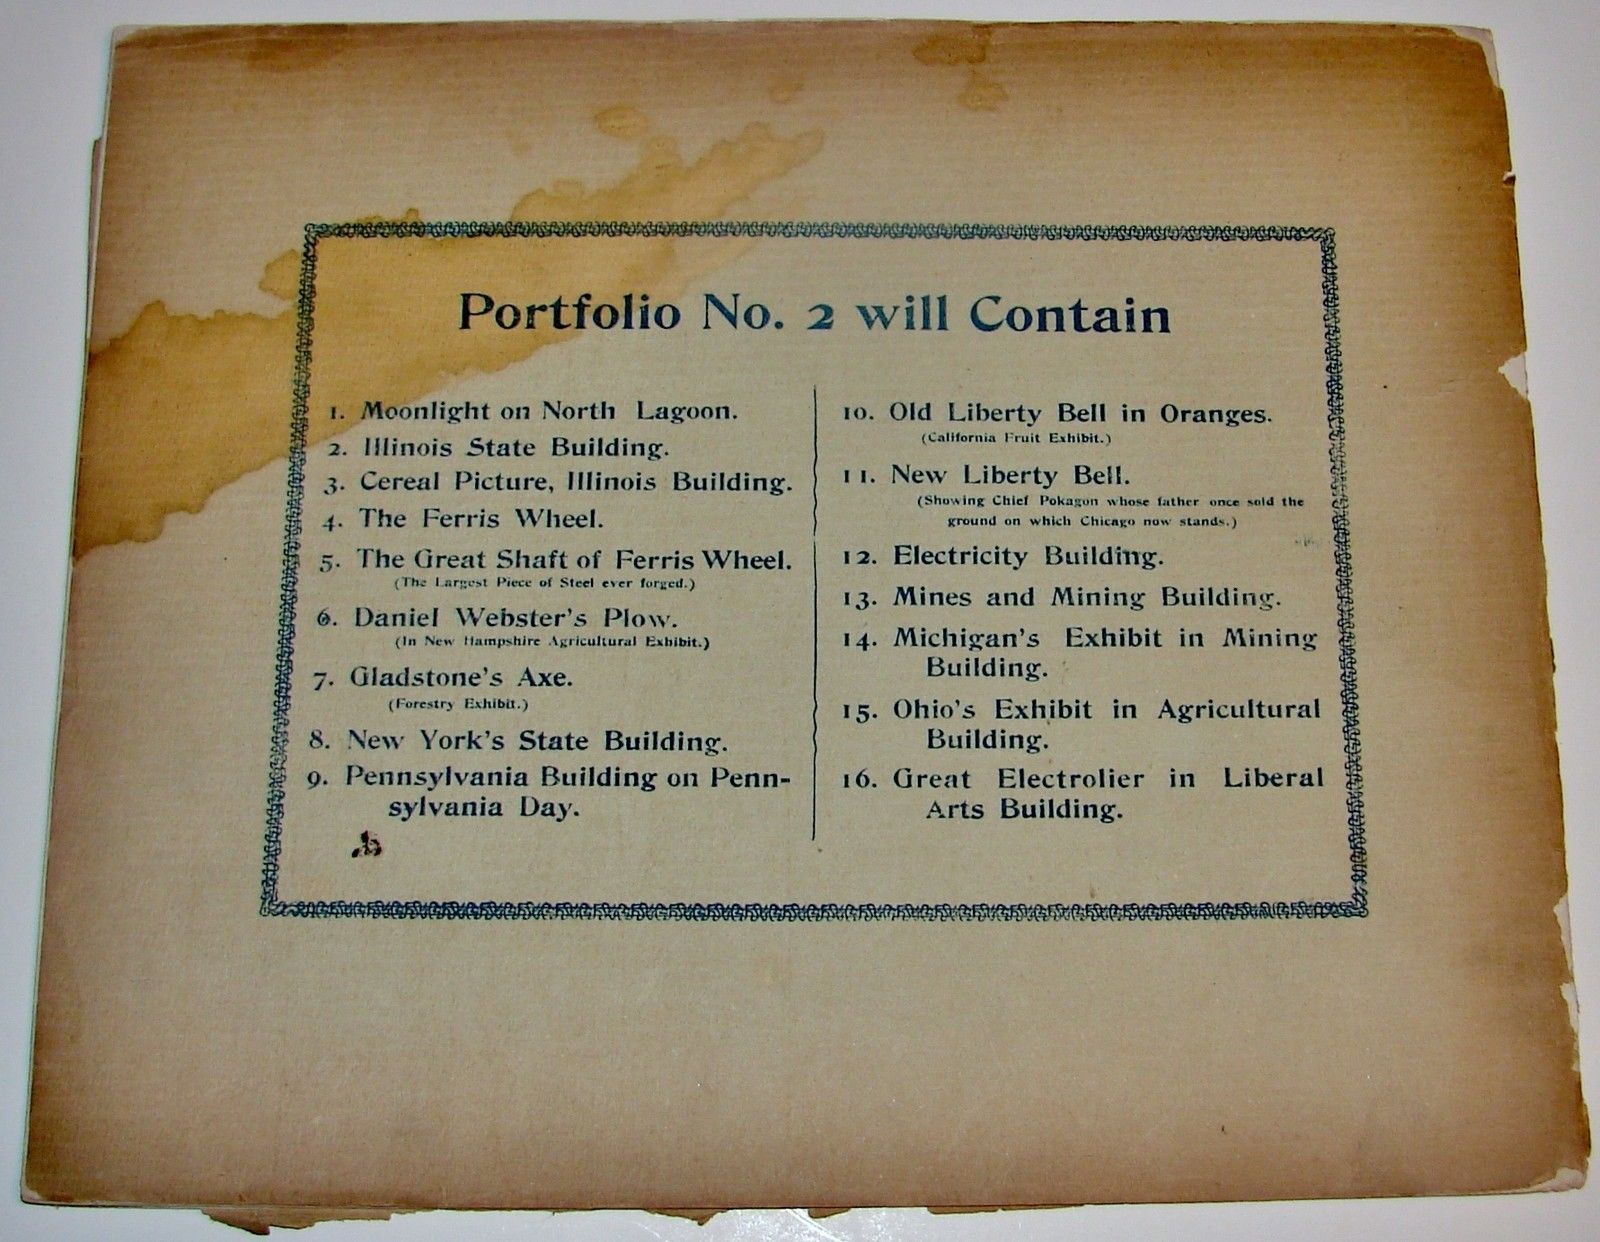 Portfolio No. 2 will Contain
1. Moonlight on North Lagoon.
2. Illinois State Building.
3. Cereal Picture, Illinois Building.
4. The Ferris Wheel.
5. The Great Shaft of Ferris Wheel.
(The Largest Piece of Steel ever forged.)
6. Daniel Webster's Plow.
(In New Hampshire Agricultural Exhibit.)
7. Gladstone's Axe.
(Forestry Exhibit.)
8. New York's State Building.
9. Pennsylvania Building on Penn-
sylvania Day.
10. Old Liberty Bell in Oranges.
(California Fruit Exhibit.)
11. New Liberty Bell.
(Showing Chief Pokagon whose father once sold the
ground on which Chicago now stands.)
12. Electricity Building.
13. Mines and Mining Building.
14. Michigan's Exhibit in Mining
Building.
15. Ohio's Exhibit in Agricultural
Building.
16. Great Electrolier in Liberal
Arts Building.